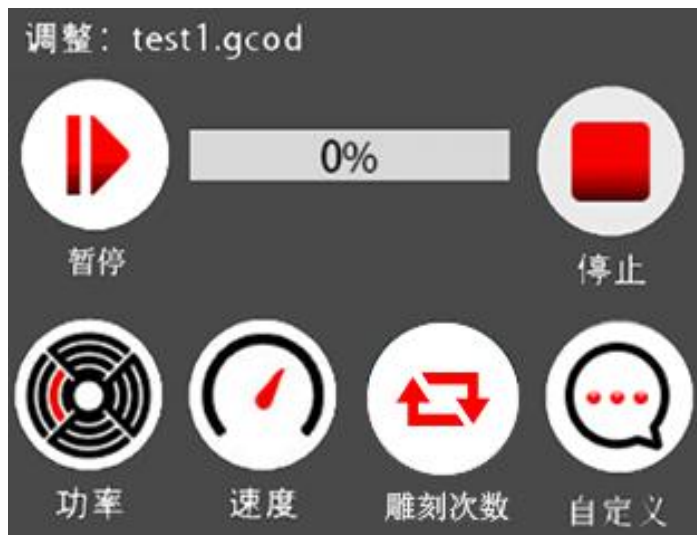 调整：test1.gcod
0%
暂停
停止
功率
速度
雕刻次数
自定义